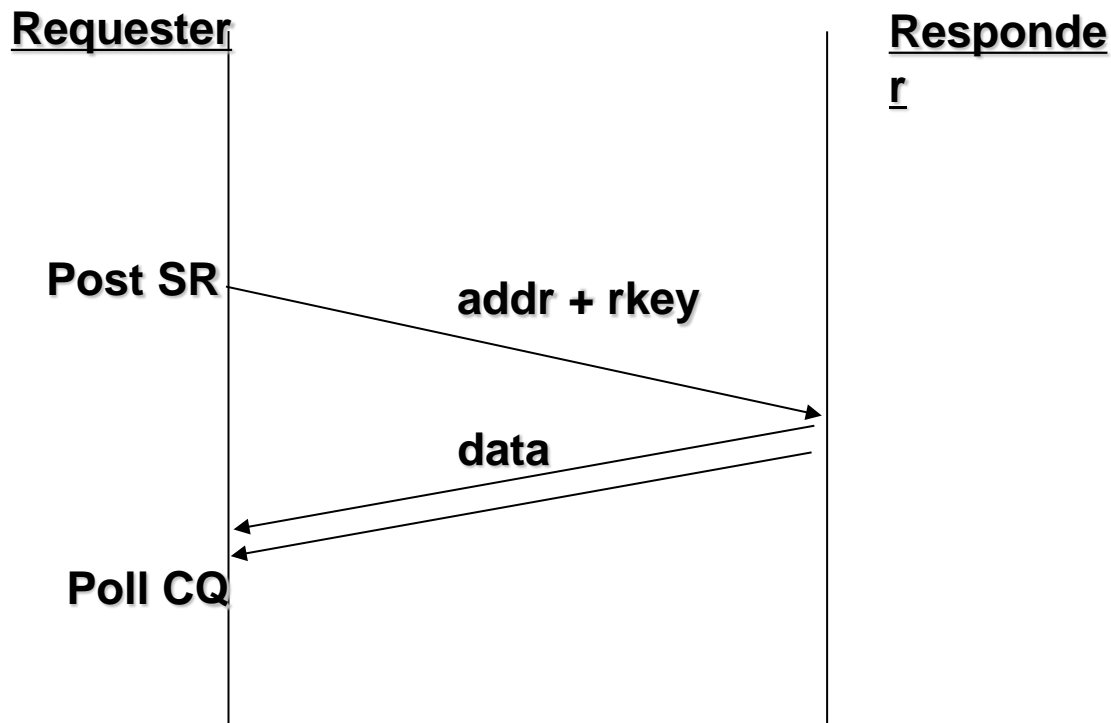 Requester
Responde
r
Post SR
addr + rkey
data
Poll CQ